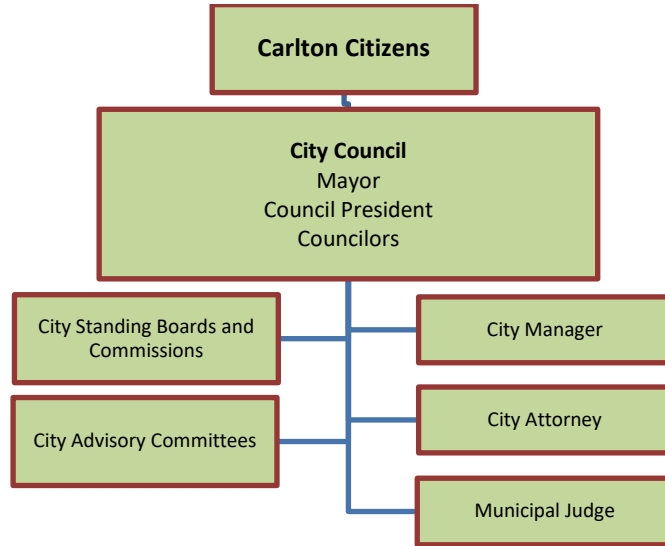 Carlton Citizens
City Council
Mayor
Council President
Councilors
City Standing Boards and
Commissions
City Manager
City Advisory Committees
City Attorney
Municipal Judge